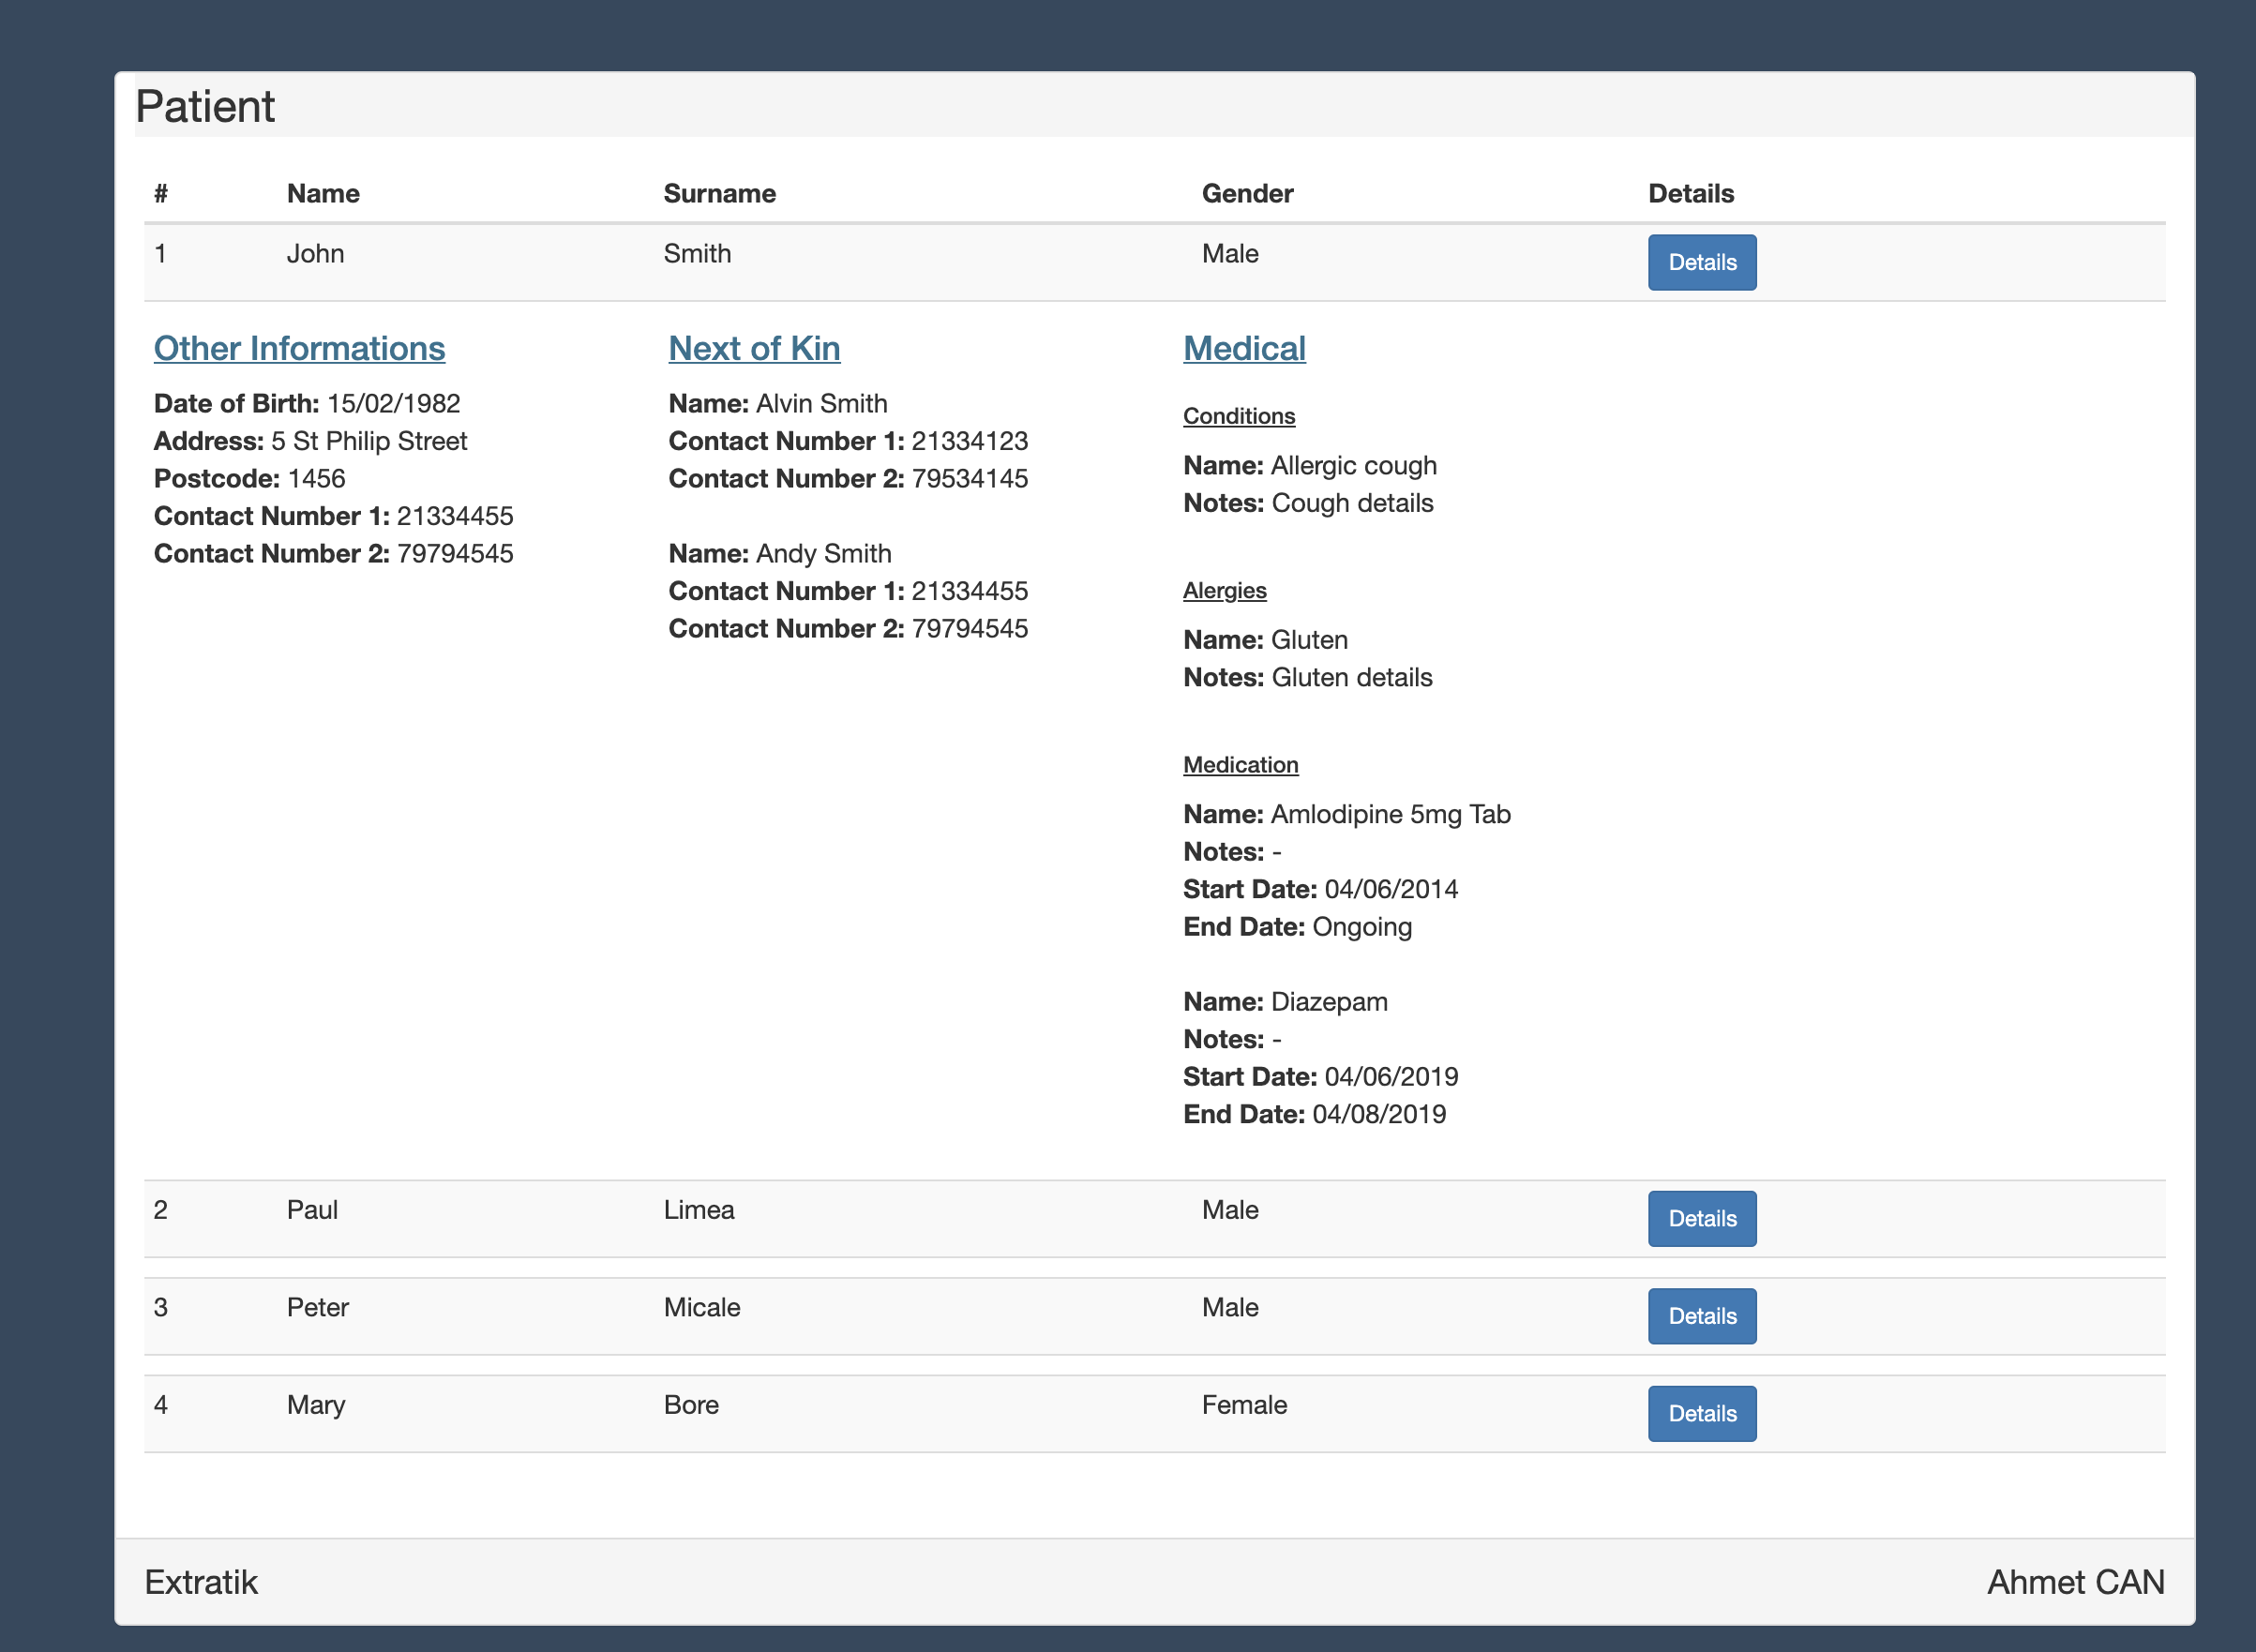 Patient
# Name Surname Gender Details
1 John Smith Male Details
Other Informations
Date of Birth: 15/02/1982
Address: 5 St Philip Street
Postcode: 1456
Contact Number 1: 21334455
Contact Number 2: 79794545
Next of Kin
Name: Alvin Smith
Contact Number 1: 21334123
Contact Number 2: 79534145
Name: Andy Smith
Contact Number 1: 21334455
Contact Number 2: 79794545
Medical
Conditions
Name: Allergic cough
Notes: Cough details
Alergies
Name: Gluten
Notes: Gluten details
Medication
Name: Amlodipine 5mg Tab
Notes: -
Start Date: 04/06/2014
End Date: Ongoing
Name: Diazepam
Notes: -
Start Date: 04/06/2019
End Date: 04/08/2019
2 Paul Limea Male Details
3 Peter Micale Male Details
4 Mary Bore Female Details
Extratik Ahmet CAN